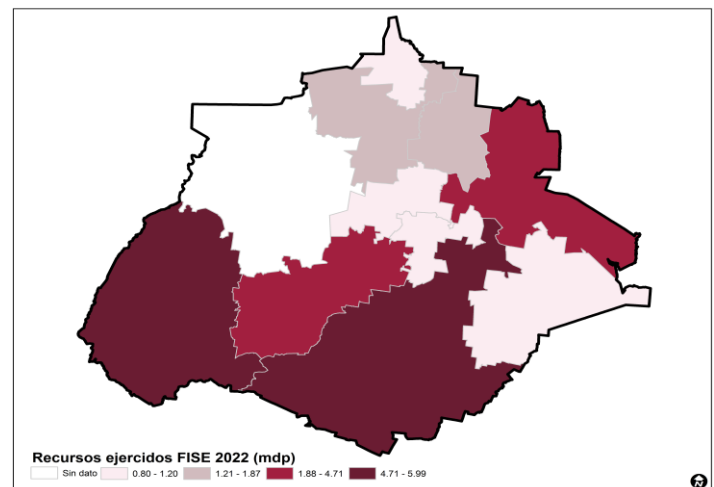 Recursos ejercidos FISE 2022 (mdp)
Sin dato 0.80 - 1.20 1.21 - 1.87 1.88 - 4.71 4.71 - 5.99